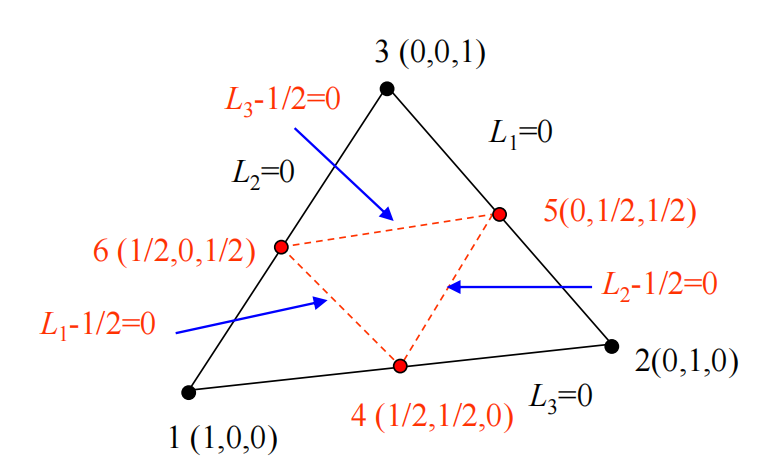 3 (0,0,1)
L₃-1/2=0
L₁=0
L₂=0
5(0,1/2,1/2)
6 (1/2,0,1/2)
L₂-1/2=0
L₁-1/2=0
2(0,1,0)
L₃=0
4 (1/2,1/2,0)
1 (1,0,0)